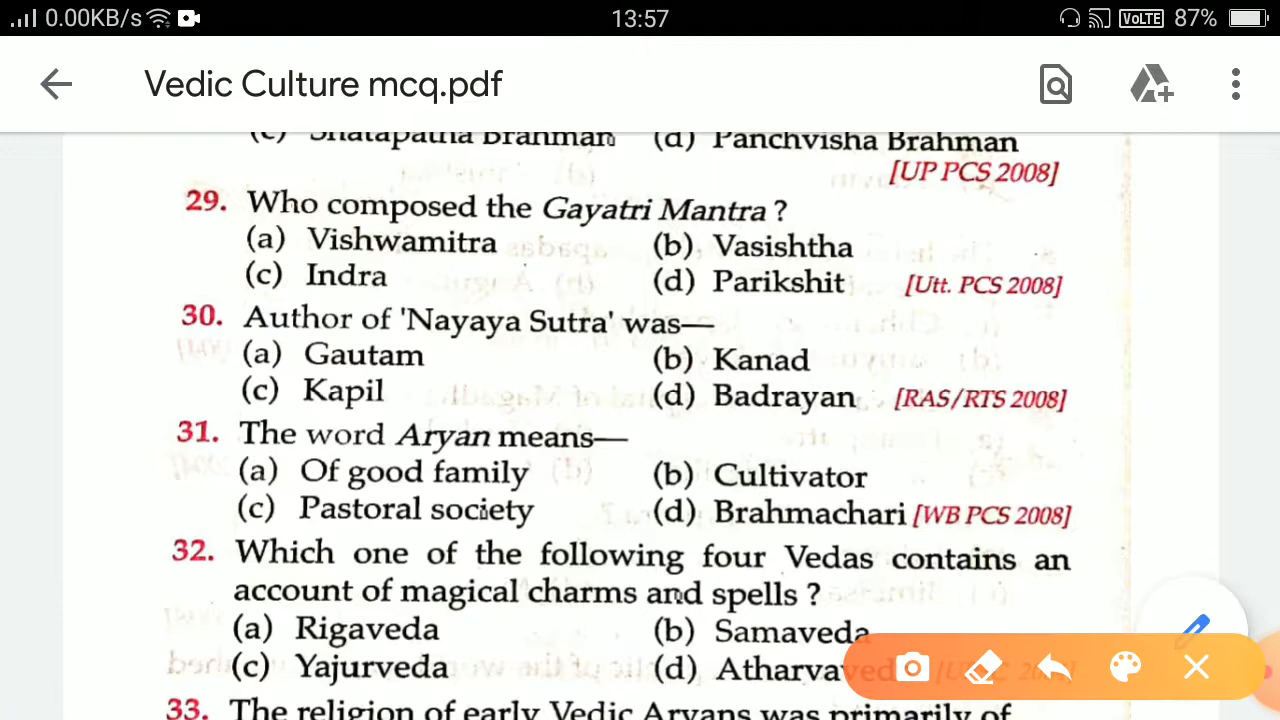 0.00KB/s 13:57 VoLTE 87%
Vedic Culture mcq.pdf
(c) Shatapatha Brahman (d) Panchvisha Brahman
[UP PCS 2008]
29. Who composed the Gayatri Mantra ?
(a) Vishwamitra (b) Vasishtha
(c) Indra (d) Parikshit [Utt. PCS 2008]
30. Author of 'Nayaya Sutra' was—
(a) Gautam (b) Kanad
(c) Kapil (d) Badrayan [RAS/RTS 2008]
31. The word Aryan means—
(a) Of good family (b) Cultivator
(c) Pastoral society (d) Brahmachari [WB PCS 2008]
32. Which one of the following four Vedas contains an
account of magical charms and spells ?
(a) Rigaveda (b) Samaveda
(c) Yajurveda (d) Atharvaved
33. The religion of early Vedic Aryans was primarily of